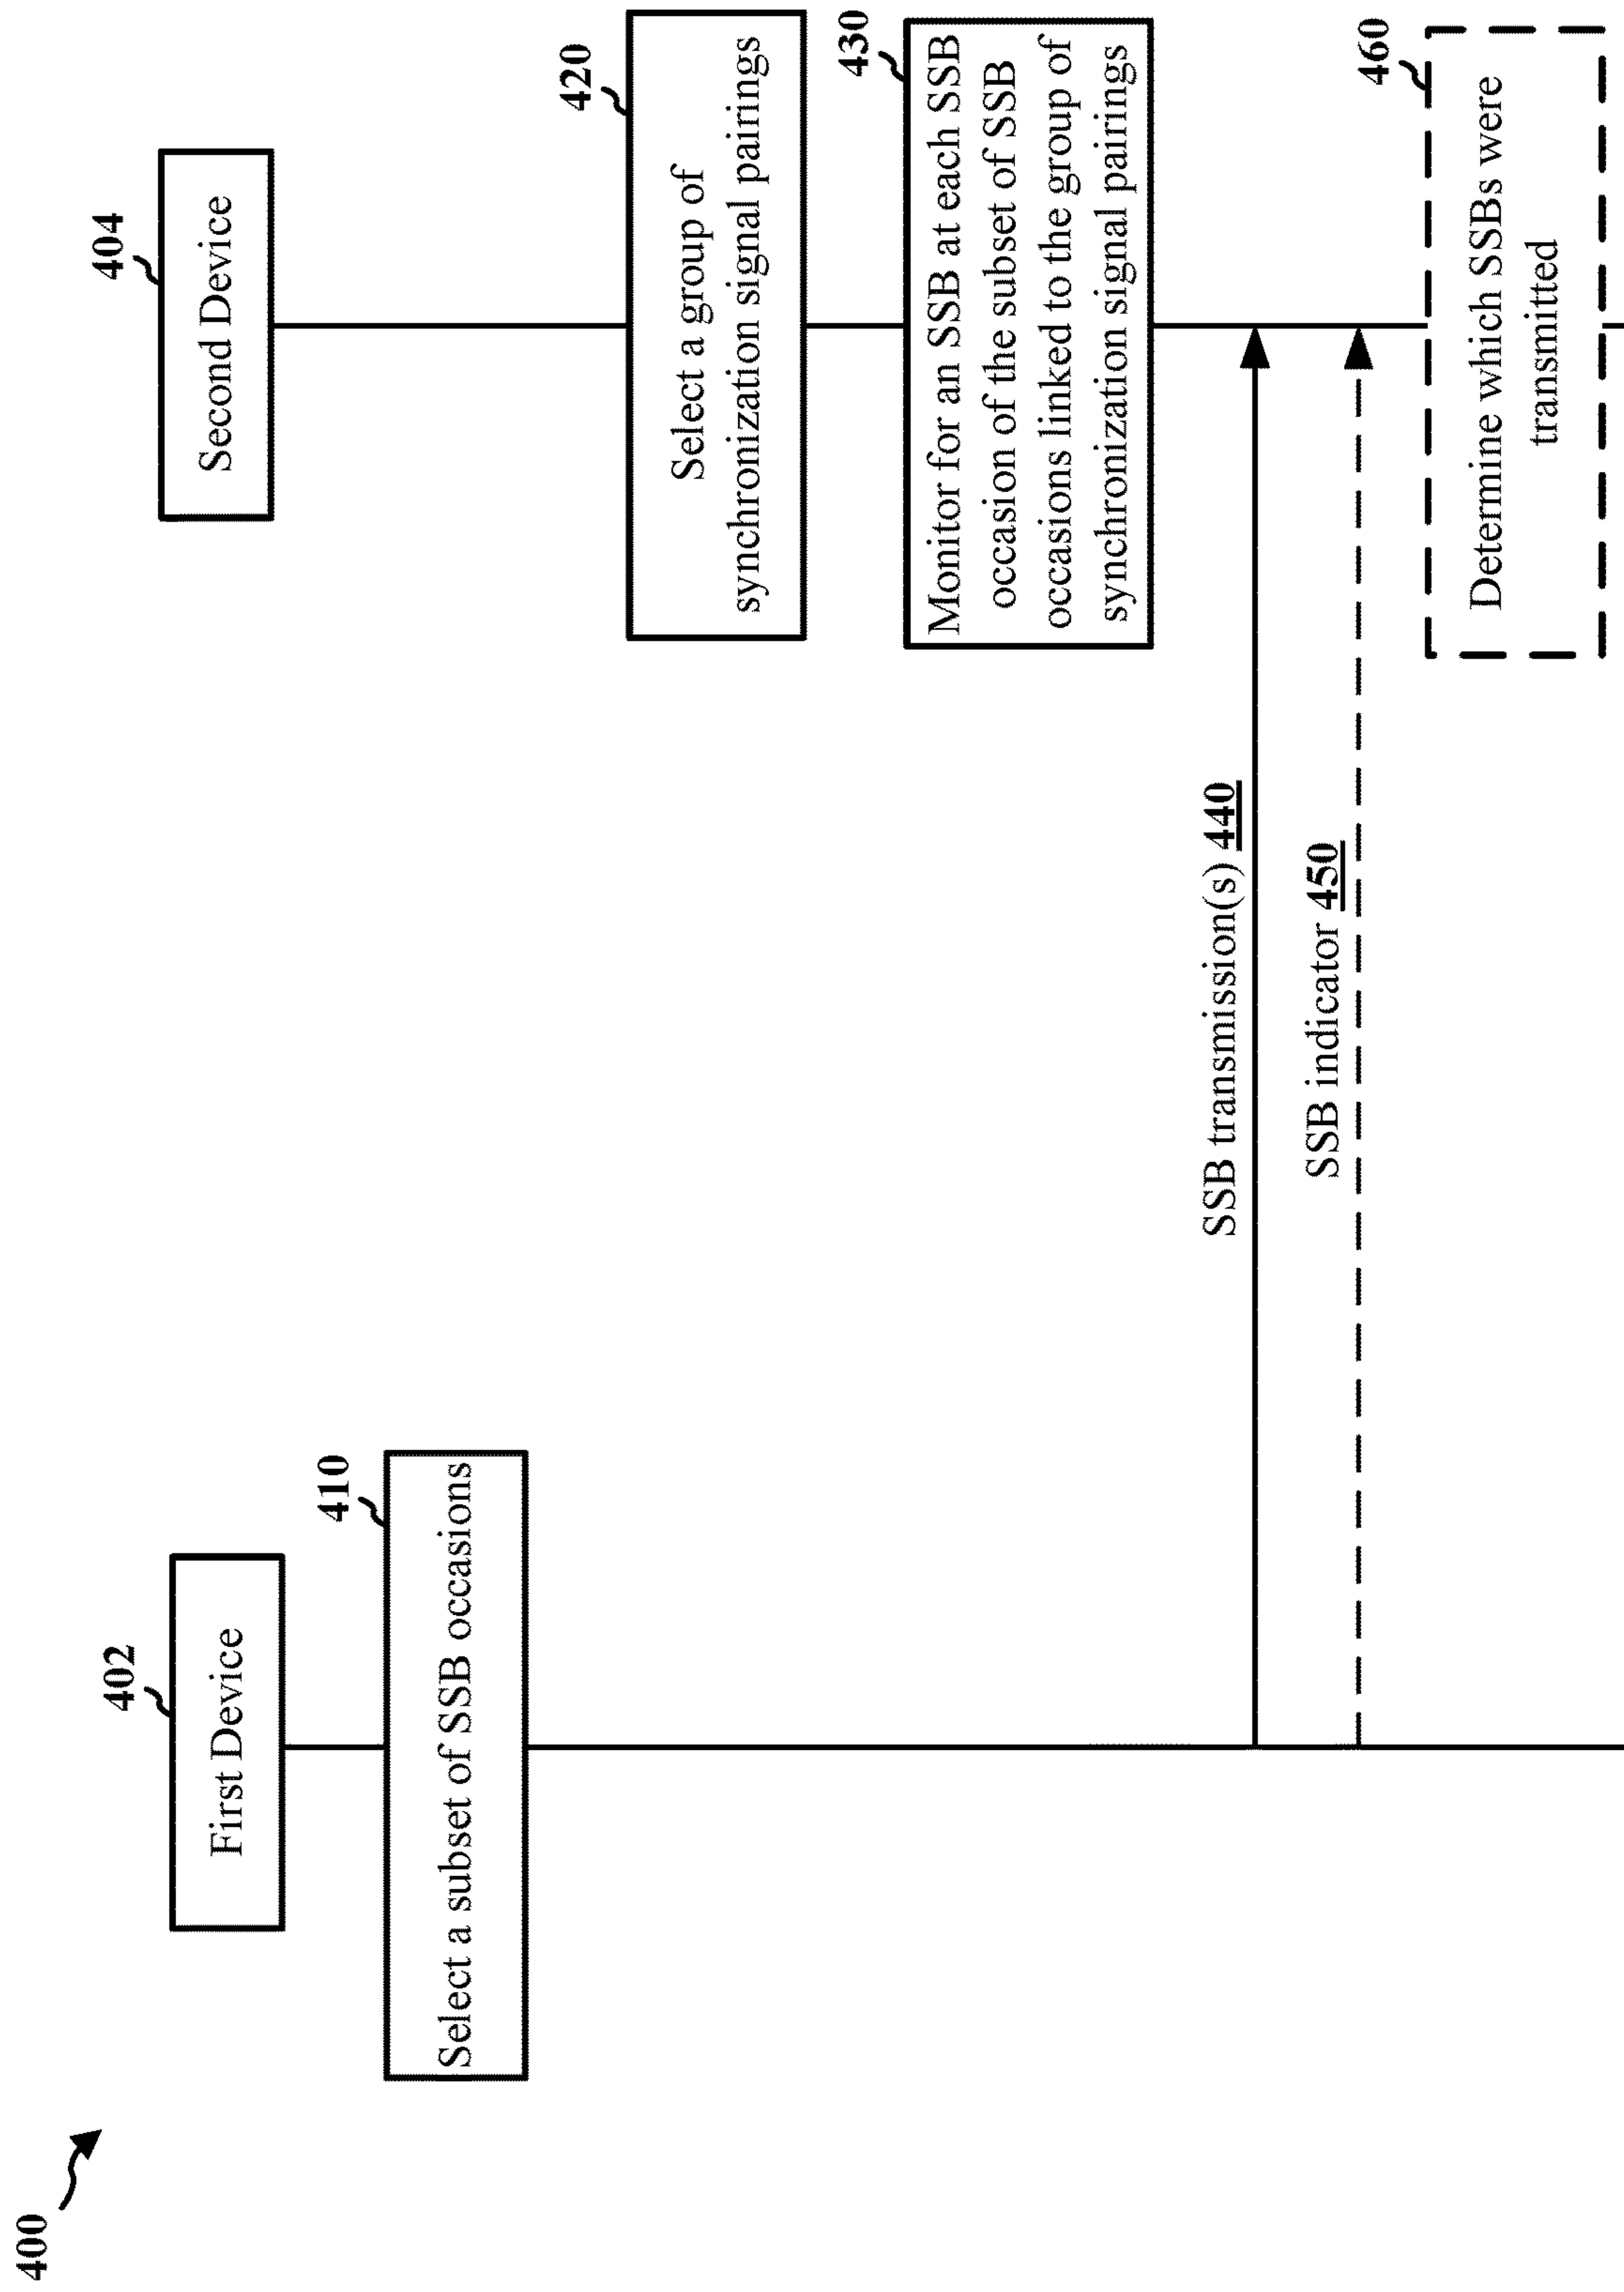 400
402
First Device
404
Second Device
410
Select a subset of SSB occasions
420
Select a group of
synchronization signal pairings
430
Monitor for an SSB at each SSB
occasion of the subset of SSB
occasions linked to the group of
synchronization signal pairings
SSB transmission(s) 440
SSB indicator 450
460
Determine which SSBs were
transmitted